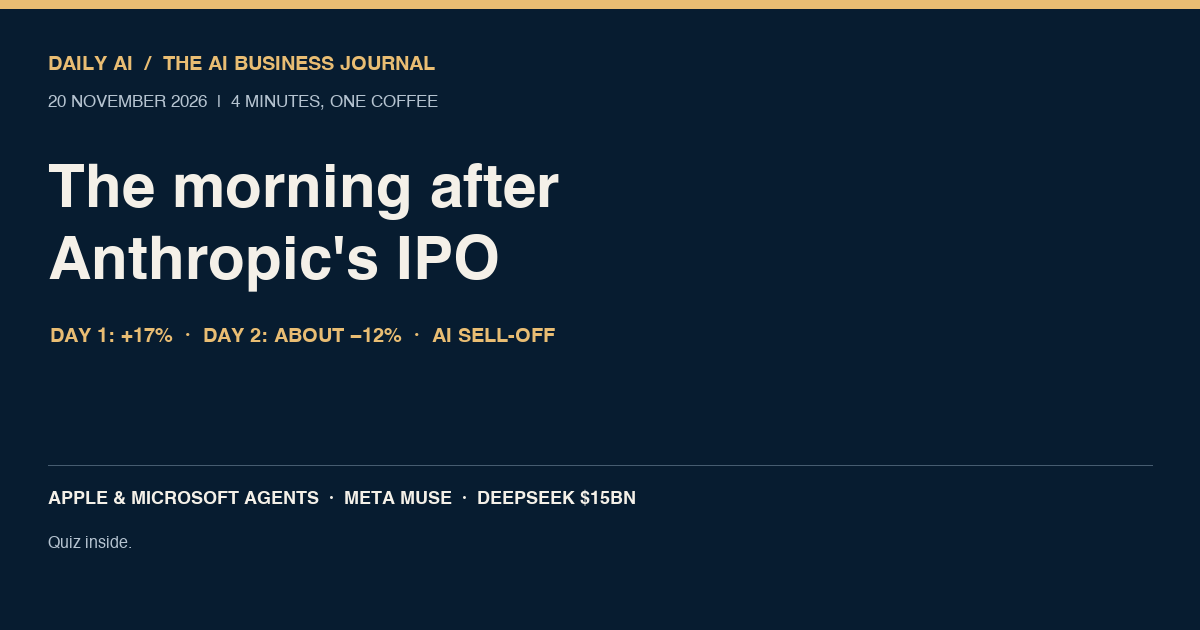 DAILY AI / THE AI BUSINESS JOURNAL
20 NOVEMBER 2026 | 4 MINUTES, ONE COFFEE
The morning after
Anthropic's IPO
DAY 1: +17% · DAY 2: ABOUT −12% · AI SELL-OFF
APPLE & MICROSOFT AGENTS · META MUSE · DEEPSEEK $15BN
Quiz inside.